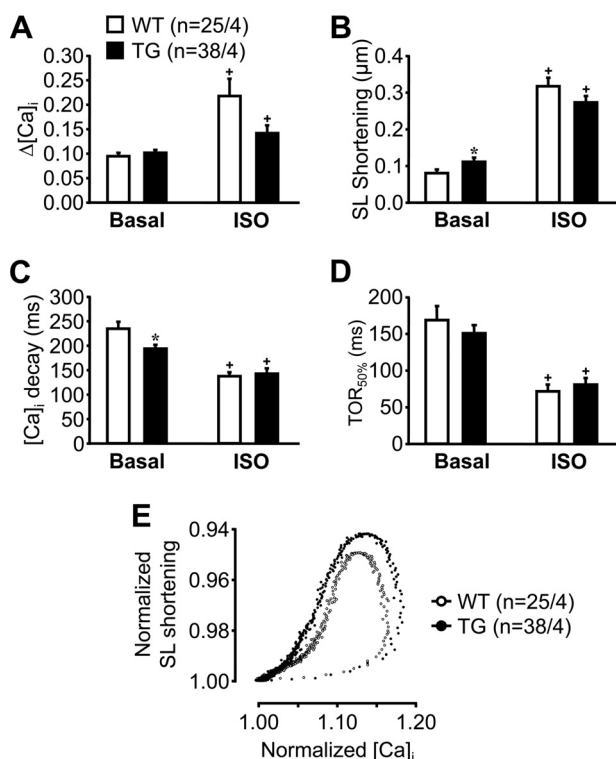 A
WT (n=25/4)
TG (n=38/4)
Δ[Ca]i
0.30
0.25
0.20
0.15
0.10
0.05
0.00
+
+
Basal
ISO
B
SL Shortening (μm)
0.4
0.3
0.2
0.1
0.0
*
+
+
Basal
ISO
C
[Ca]i decay (ms)
300
250
200
150
100
50
0
*
+
+
Basal
ISO
D
TOR50% (ms)
200
150
100
50
0
+
+
Basal
ISO
E
Normalized
SL shortening
0.94
0.96
0.98
1.00
WT (n=25/4)
TG (n=38/4)
1.00
1.10
1.20
Normalized [Ca]i